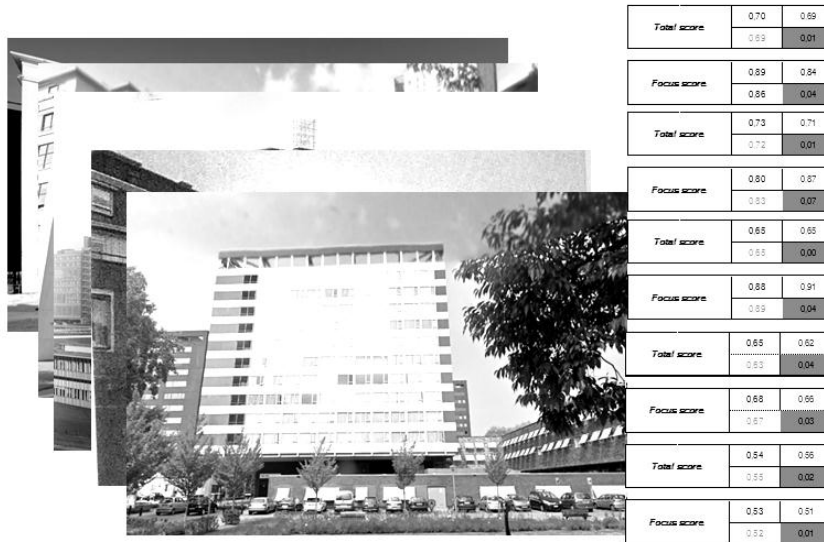 Total score 0,70 0,69
0,69 0,01
Focus score 0,89 0,84
0,86 0,04
Total score 0,73 0,71
0,72 0,01
Focus score 0,80 0,87
0,83 0,07
Total score 0,65 0,65
0,65 0,00
Focus score 0,88 0,91
0,89 0,04
Total score 0,65 0,62
0,63 0,04
Focus score 0,68 0,66
0,67 0,03
Total score 0,54 0,56
0,55 0,02
Focus score 0,53 0,51
0,52 0,01